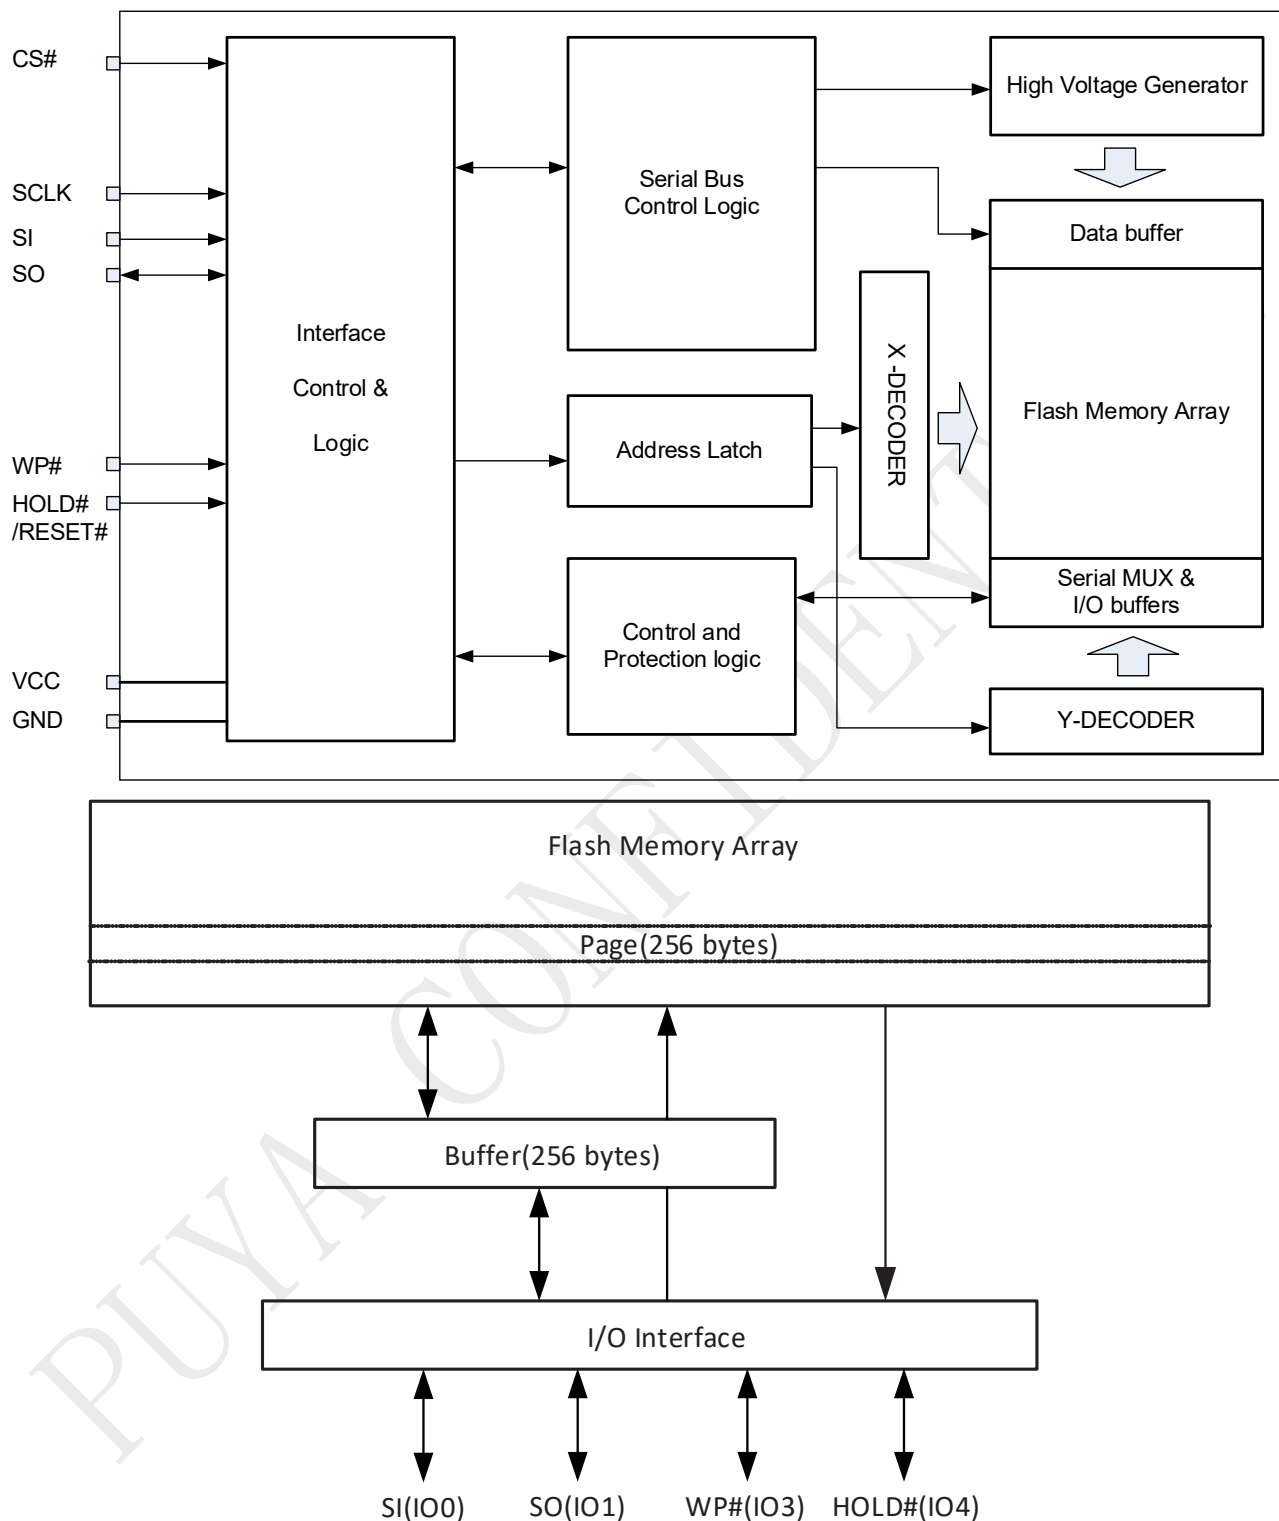 CS#
SCLK
SI
SO
WP#
HOLD#
/RESET#
VCC
GND
Interface
Control &
Logic
Serial Bus
Control Logic
Address Latch
Control and
Protection logic
X -DECODER
High Voltage Generator
Data buffer
Flash Memory Array
Serial MUX &
I/O buffers
Y-DECODER
Flash Memory Array
Page(256 bytes)
Buffer(256 bytes)
I/O Interface
SI(IO0)
SO(IO1)
WP#(IO3)
HOLD#(IO4)
PUYA CONFIDENT